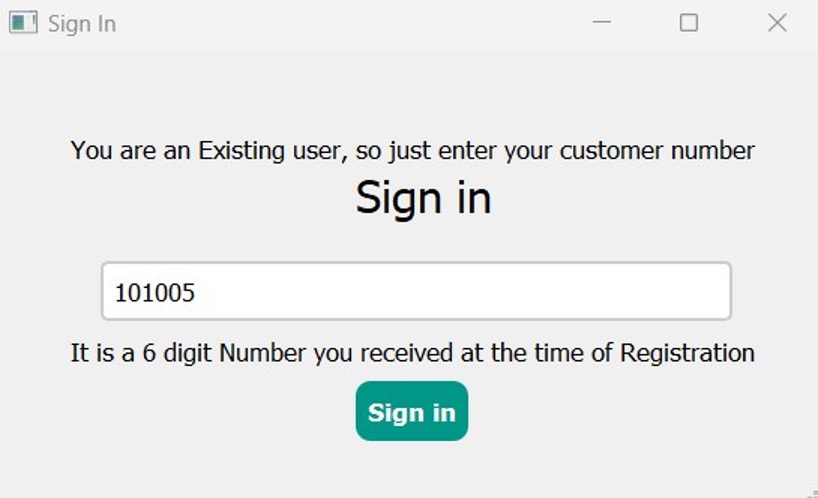 Sign In
You are an Existing user, so just enter your customer number
Sign in
101005
It is a 6 digit Number you received at the time of Registration
Sign in